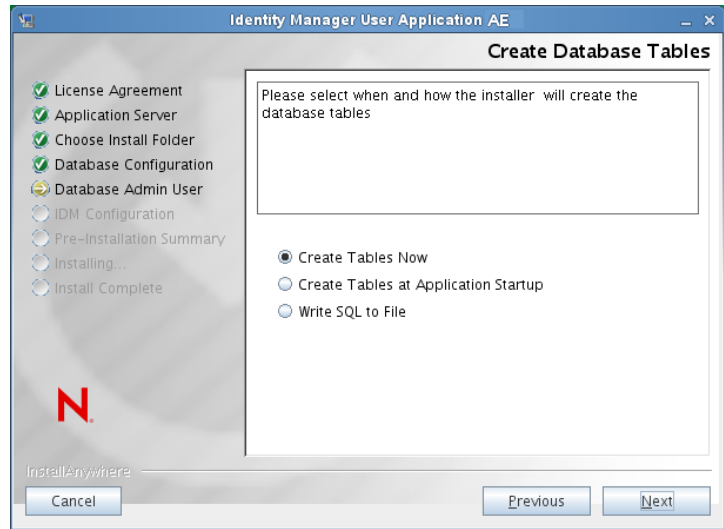 Identity Manager User Application AE
Create Database Tables
License Agreement
Application Server
Choose Install Folder
Database Configuration
Database Admin User
IDM Configuration
Pre-Installation Summary
Installing...
Install Complete
Please select when and how the installer will create the
database tables
Create Tables Now
Create Tables at Application Startup
Write SQL to File
N
InstallAnywhere
Cancel
Previous
Next